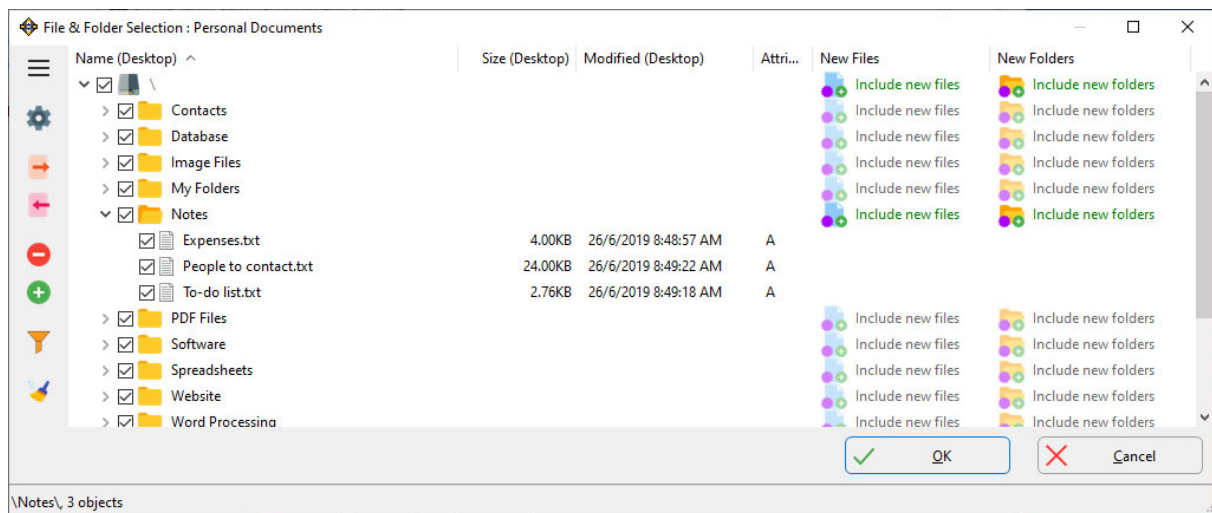 File & Folder Selection : Personal Documents
Name (Desktop) Size (Desktop) Modified (Desktop) Attri... New Files New Folders
\ Include new files Include new folders
Contacts Include new files Include new folders
Database Include new files Include new folders
Image Files Include new files Include new folders
My Folders Include new files Include new folders
Notes Include new files Include new folders
Expenses.txt 4.00KB 26/6/2019 8:48:57 AM A
People to contact.txt 24.00KB 26/6/2019 8:49:22 AM A
To-do list.txt 2.76KB 26/6/2019 8:49:18 AM A
PDF Files Include new files Include new folders
Software Include new files Include new folders
Spreadsheets Include new files Include new folders
Website Include new files Include new folders
Word Processing Include new files Include new folders
OK Cancel
\Notes\, 3 objects